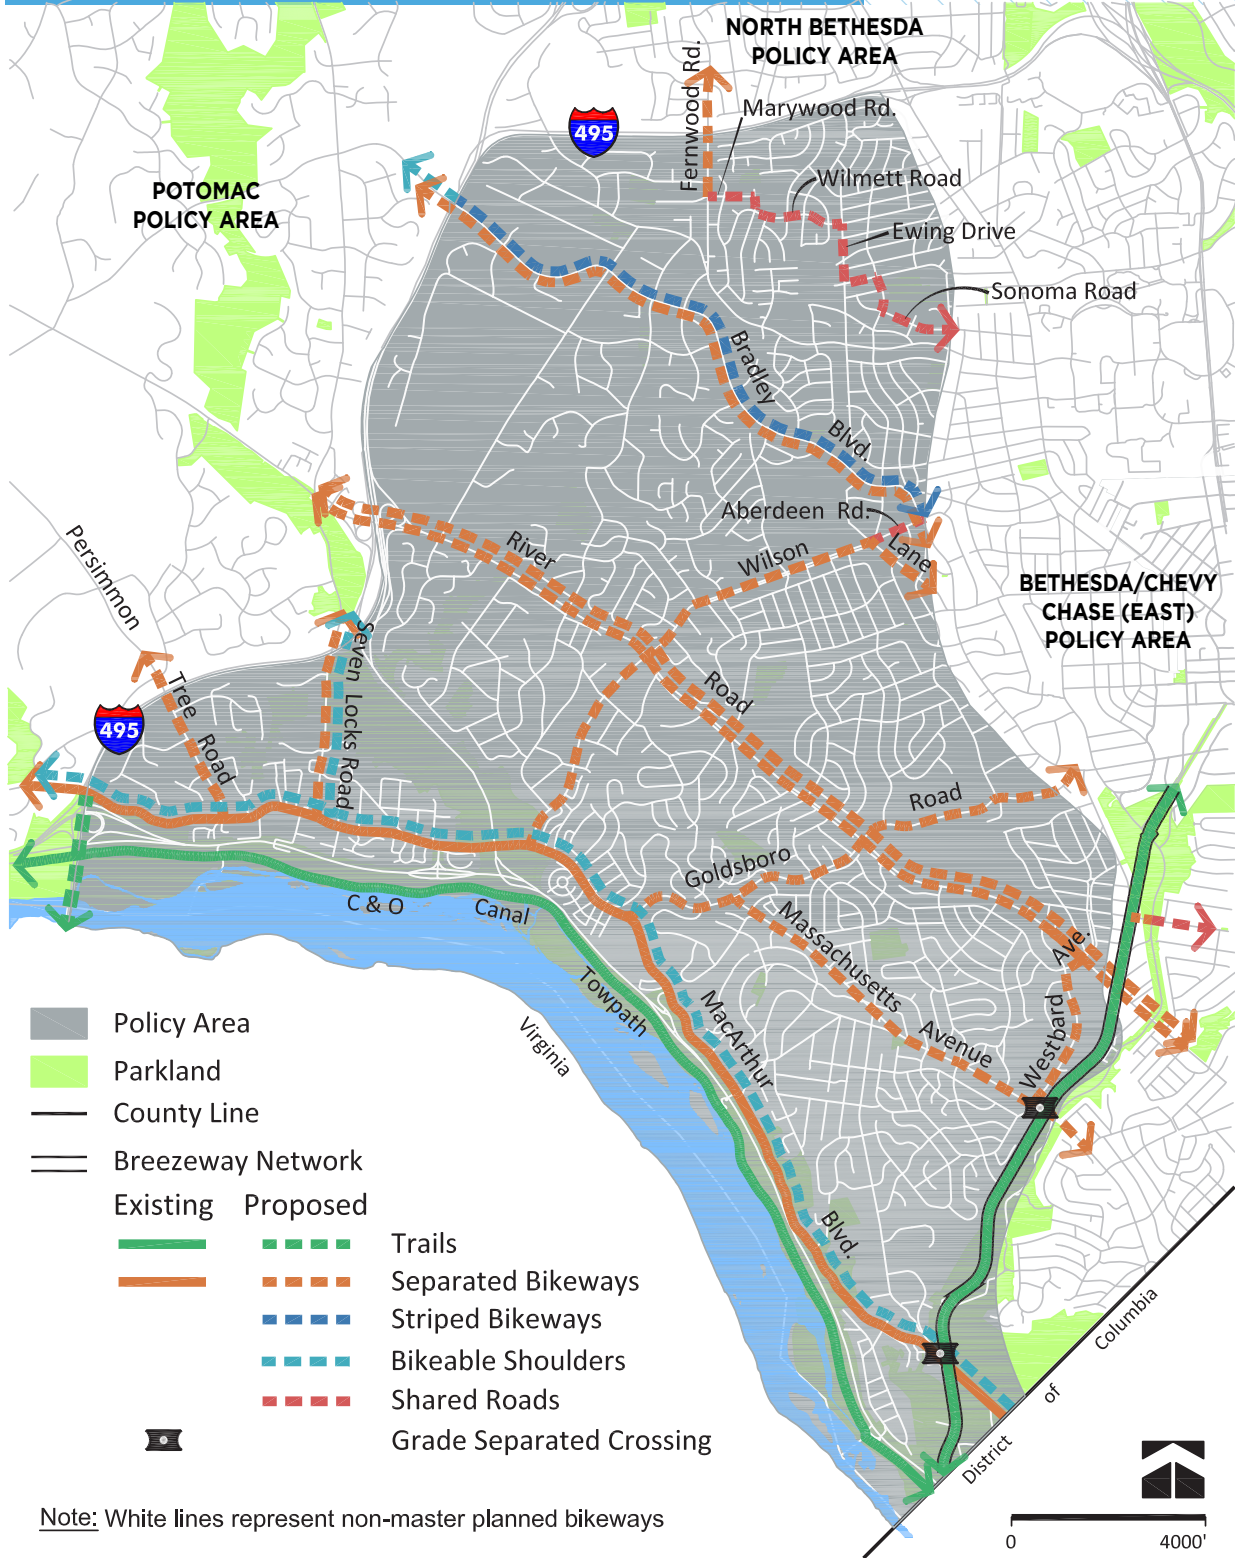 NORTH BETHESDA
POLICY AREA
Fernwood Rd.
Marywood Rd.
495
POTOMAC
POLICY AREA
Wilmett Road
Ewing Drive
Sonoma Road
Bradley
Blvd.
Aberdeen Rd.
Wilson
Lane
River
Road
Persimmon
Tree
Road
Seven Locks Road
BETHESDA/CHEVY
CHASE (EAST)
POLICY AREA
495
Road
Goldsboro
C & O
Canal
Towpath
Massachusetts
Avenue
Westbard
Ave.
MacArthur
Blvd.
Virginia
Policy Area
Parkland
County Line
Breezeway Network
Existing Proposed
Trails
Separated Bikeways
Striped Bikeways
Bikeable Shoulders
Shared Roads
Grade Separated Crossing
District
of
Columbia
Note: White lines represent non-master planned bikeways
0 4000'